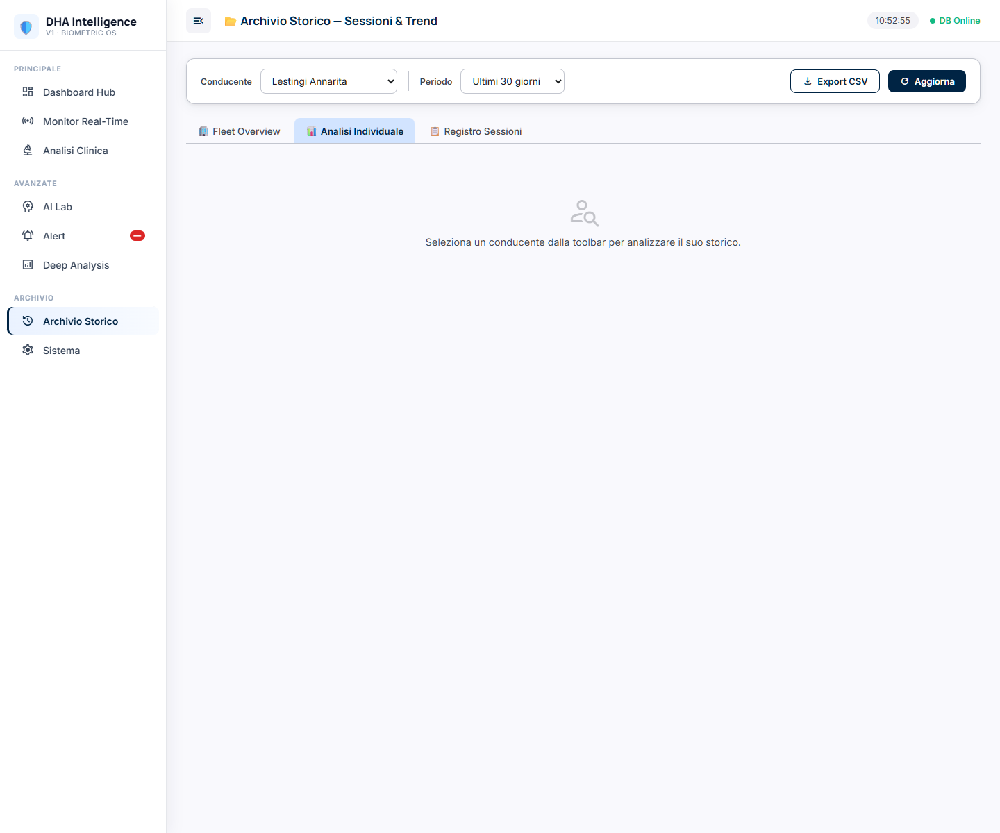 DHA Intelligence
V1 · BIOMETRIC OS
PRINCIPALE
Dashboard Hub
Monitor Real-Time
Analisi Clinica
AVANZATE
AI Lab
Alert
—
Deep Analysis
ARCHIVIO
Archivio Storico
Sistema
Archivio Storico — Sessioni & Trend
10:52:55
DB Online
Conducente
Lestingi Annarita
Periodo
Ultimi 30 giorni
Export CSV
Aggiorna
Fleet Overview
Analisi Individuale
Registro Sessioni
Seleziona un conducente dalla toolbar per analizzare il suo storico.